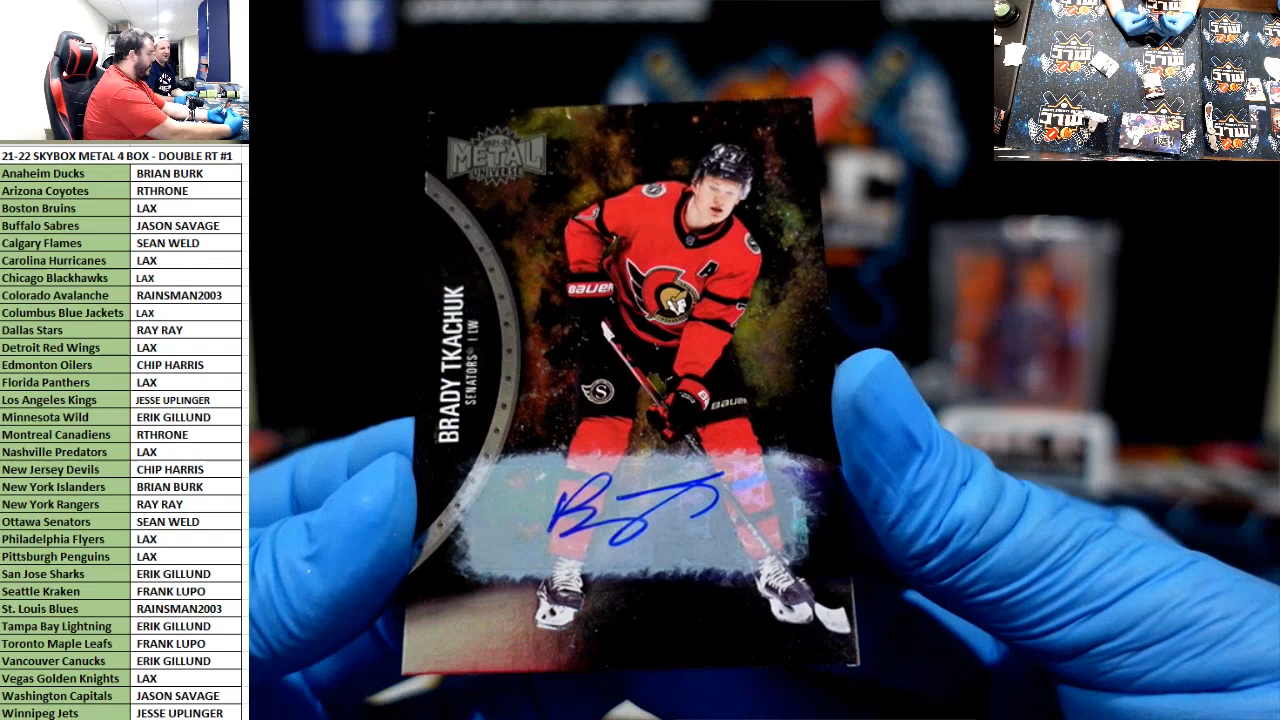 21-22 SKYBOX METAL 4 BOX - DOUBLE RT #1
Anaheim Ducks BRIAN BURK
Arizona Coyotes RTHRONE
Boston Bruins LAX
Buffalo Sabres JASON SAVAGE
Calgary Flames SEAN WELD
Carolina Hurricanes LAX
Chicago Blackhawks LAX
Colorado Avalanche RAINSMAN2003
Columbus Blue Jackets LAX
Dallas Stars RAY RAY
Detroit Red Wings LAX
Edmonton Oilers CHIP HARRIS
Florida Panthers LAX
Los Angeles Kings JESSE UPLINGER
Minnesota Wild ERIK GILLUND
Montreal Canadiens RTHRONE
Nashville Predators LAX
New Jersey Devils CHIP HARRIS
New York Islanders BRIAN BURK
New York Rangers RAY RAY
Ottawa Senators SEAN WELD
Philadelphia Flyers LAX
Pittsburgh Penguins LAX
San Jose Sharks ERIK GILLUND
Seattle Kraken FRANK LUPO
St. Louis Blues RAINSMAN2003
Tampa Bay Lightning ERIK GILLUND
Toronto Maple Leafs FRANK LUPO
Vancouver Canucks ERIK GILLUND
Vegas Golden Knights LAX
Washington Capitals JASON SAVAGE
Winnipeg Jets JESSE UPLINGER
2021-22
METAL
UNIVERSE
BRADY TKACHUK
SENATORS® | LW
A
BAUER
BAUER
S
7